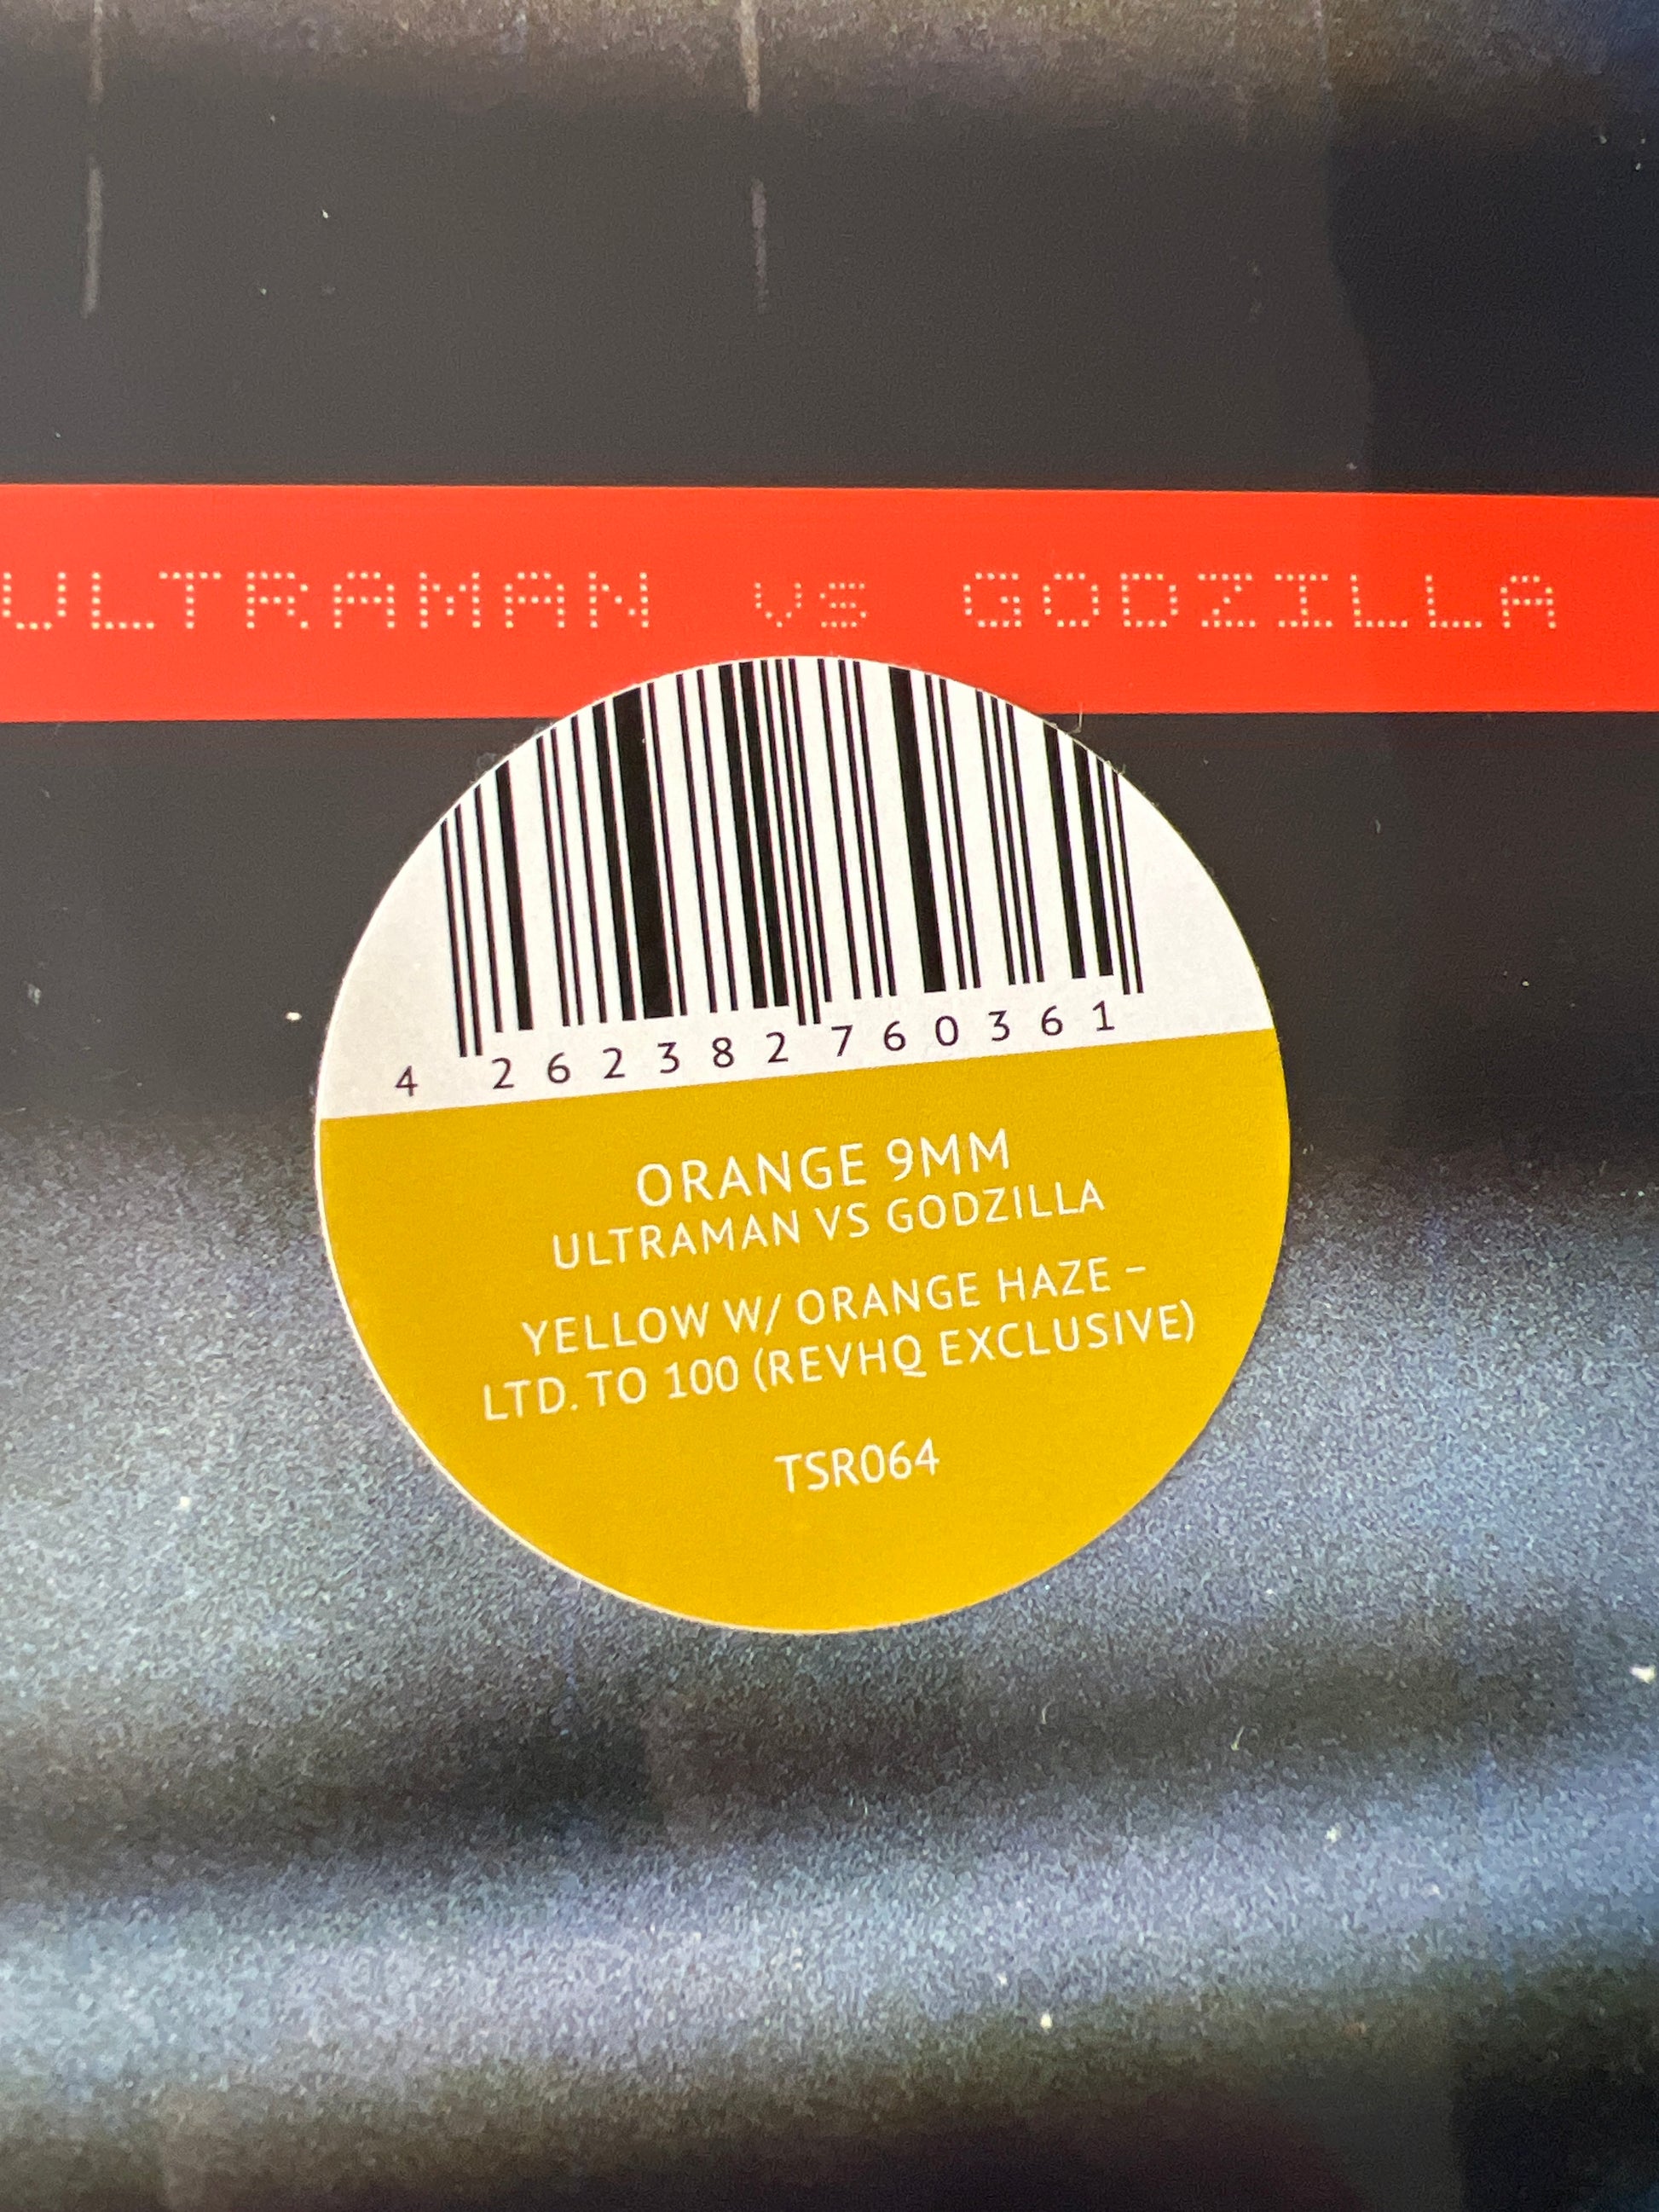 ULTRAMAN vs GODZILLA
4 262382 760361
ORANGE 9MM
ULTRAMAN VS GODZILLA
YELLOW W/ ORANGE HAZE –
LTD. TO 100 (REVHQ EXCLUSIVE)
TSR064